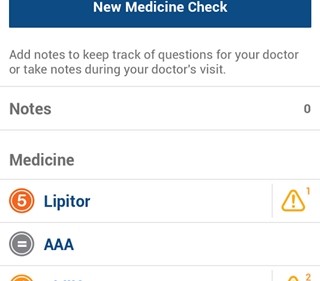 New Medicine Check
Add notes to keep track of questions for your doctor
or take notes during your doctor's visit.
Notes 0
Medicine
5 Lipitor 1
AAA
2